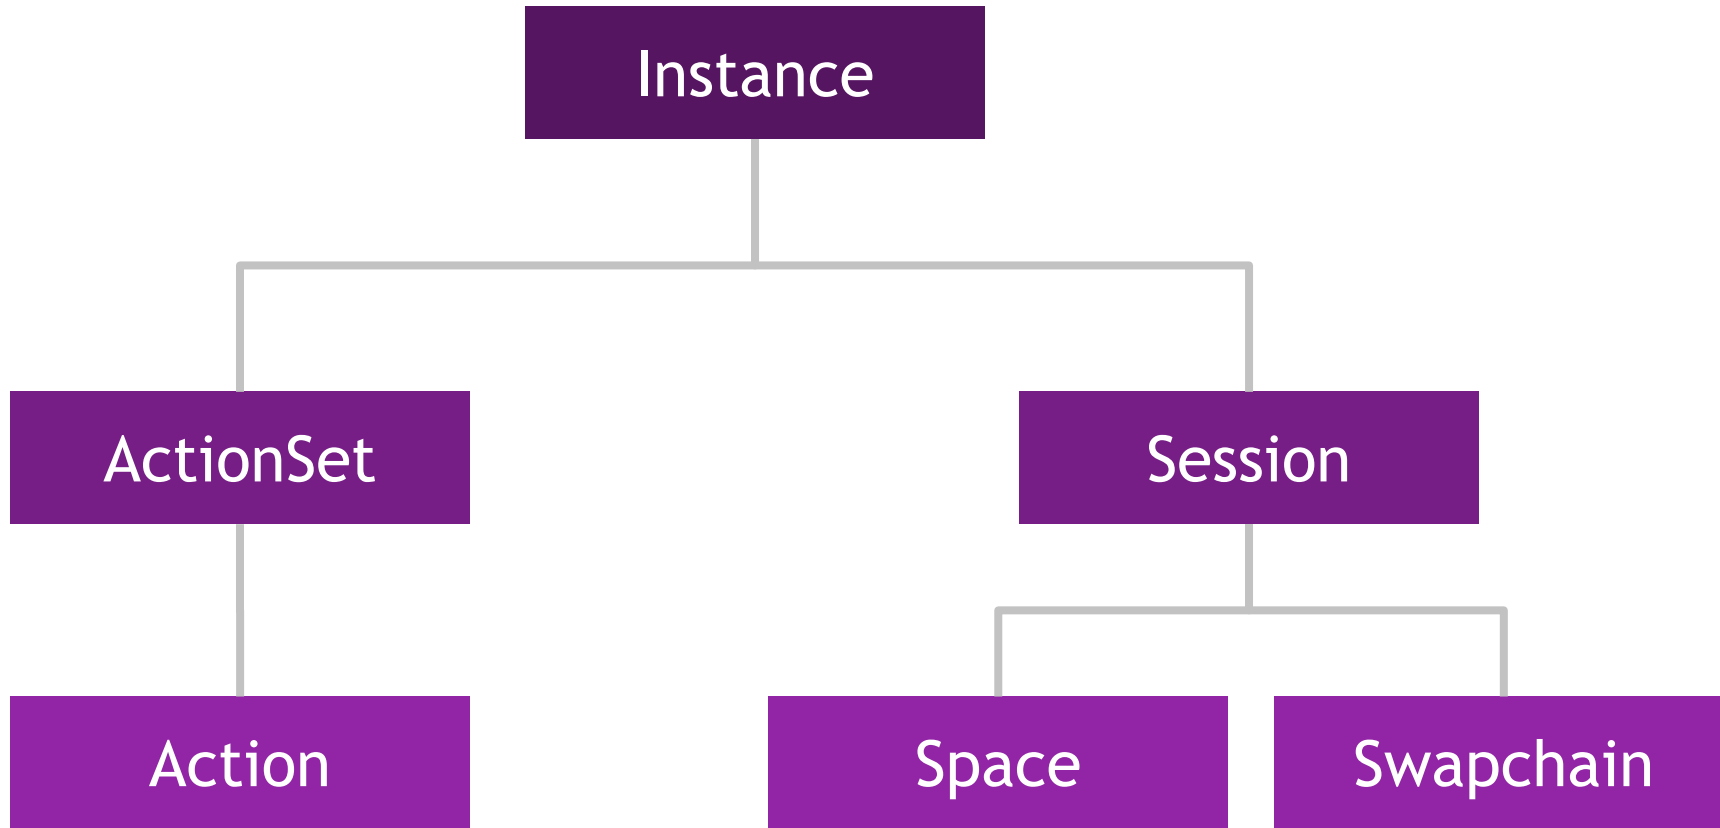 Instance
ActionSet
Session
Action
Space
Swapchain